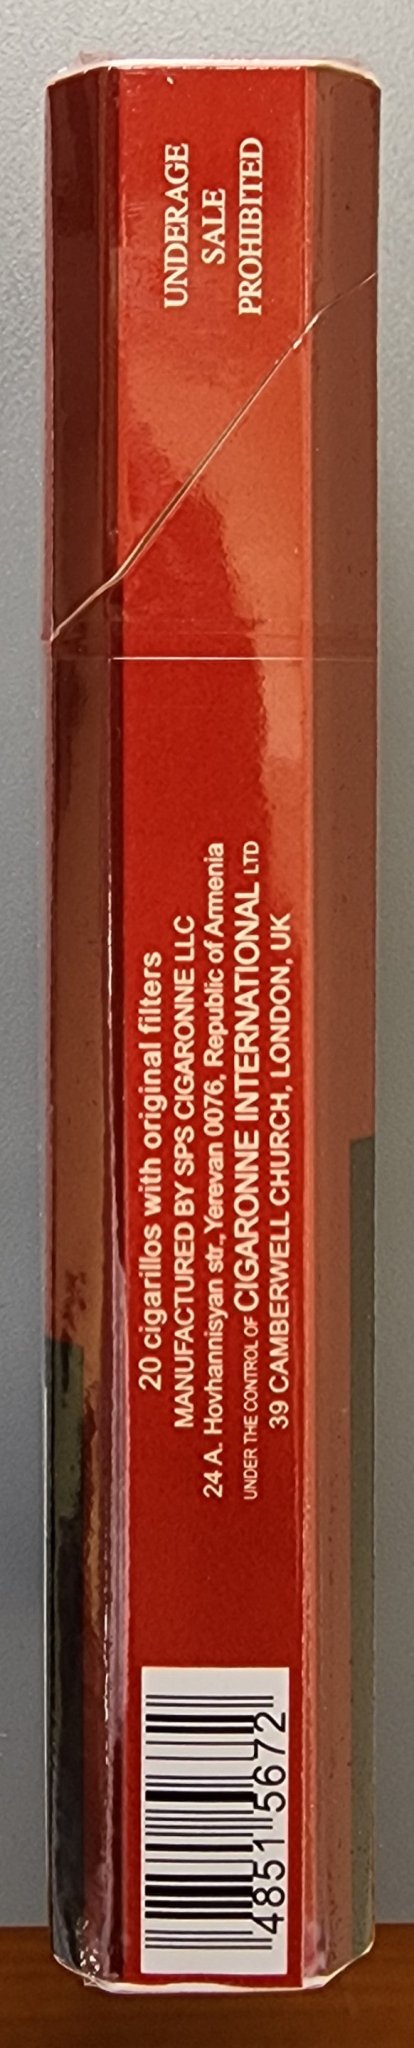 UNDERAGE
SALE
PROHIBITED
20 cigarillos with original filters
MANUFACTURED BY SPS CIGARONNE LLC
24 A. Hovhannisyan str., Yerevan 0076, Republic of Armenia
UNDER THE CONTROL OF CIGARONNE INTERNATIONAL LTD
39 CAMBERWELL CHURCH, LONDON, UK
4851 5672